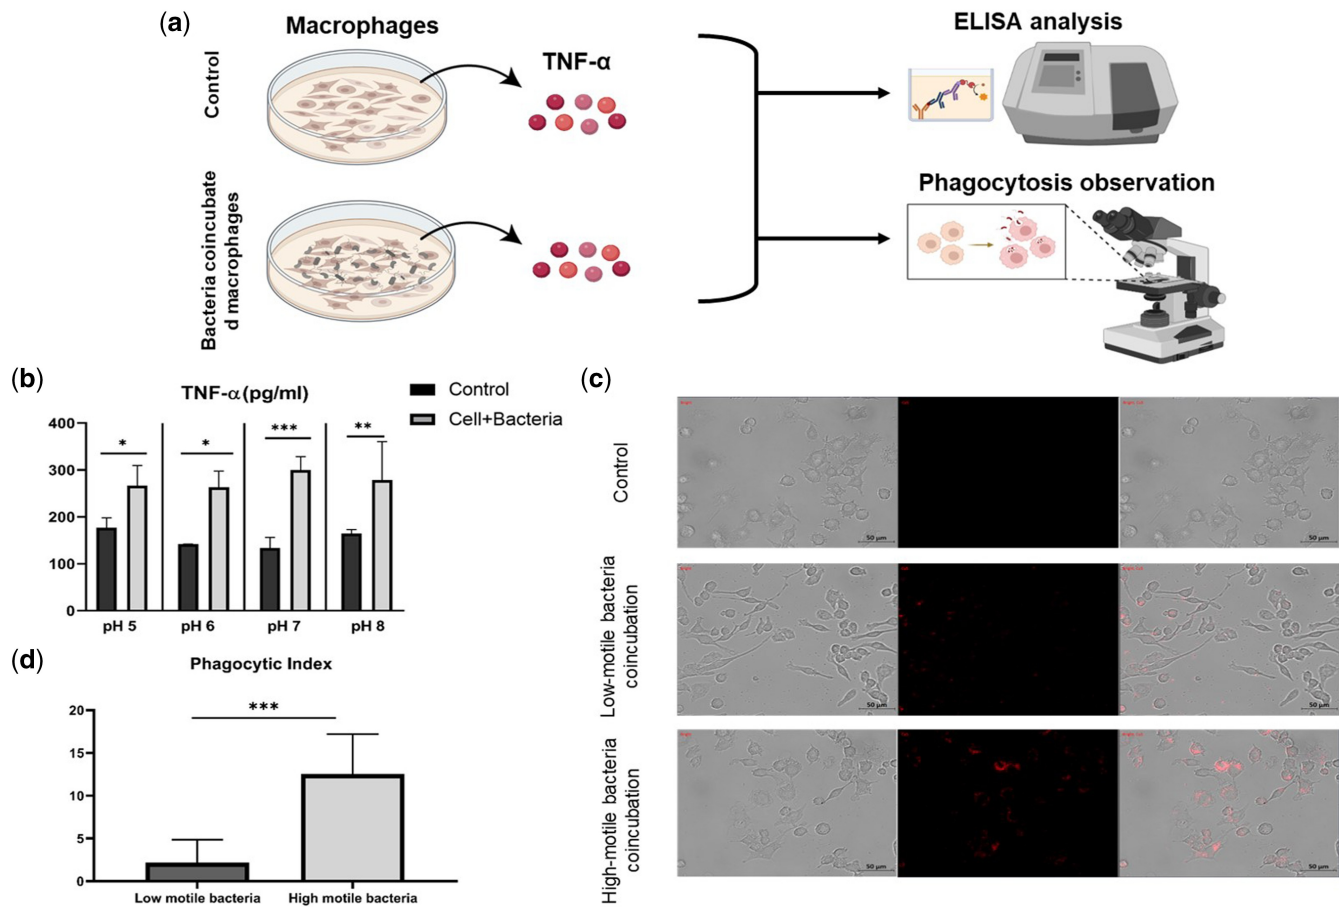 (a)
Macrophages
Control
TNF-α
Bacteria coincubate
d macrophages
ELISA analysis
Phagocytosis observation
(b)
TNF-α(pg/ml)
Control
Cell+Bacteria
400
300
200
100
0
*
*
***
**
pH 5
pH 6
pH 7
pH 8
(c)
Control
50 µm
50 µm
Low-motile bacteria
coincubation
50 µm
50 µm
High-motile bacteria
coincubation
50 µm
50 µm
(d)
Phagocytic Index
20
15
10
5
0
***
Low motile bacteria
High motile bacteria